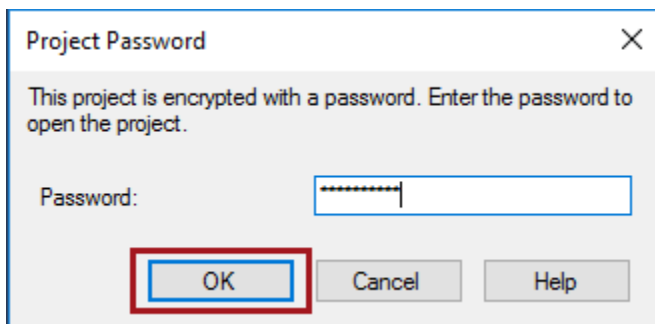 Project Password
This project is encrypted with a password. Enter the password to
open the project.
Password: **********
OK Cancel Help